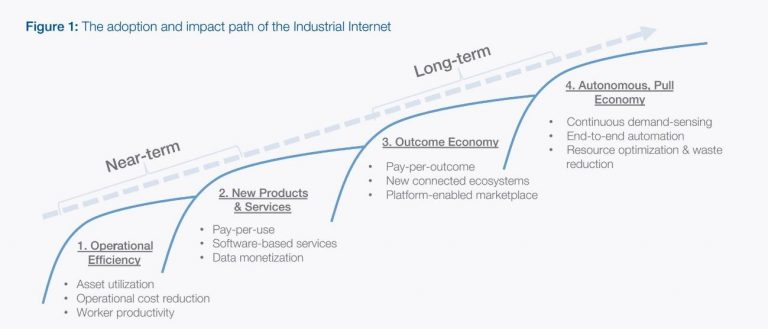 Figure 1: The adoption and impact path of the Industrial Internet
Near-term
Long-term
1. Operational
Efficiency
• Asset utilization
• Operational cost reduction
• Worker productivity
2. New Products
& Services
• Pay-per-use
• Software-based services
• Data monetization
3. Outcome Economy
• Pay-per-outcome
• New connected ecosystems
• Platform-enabled marketplace
4. Autonomous, Pull
Economy
• Continuous demand-sensing
• End-to-end automation
• Resource optimization & waste
reduction